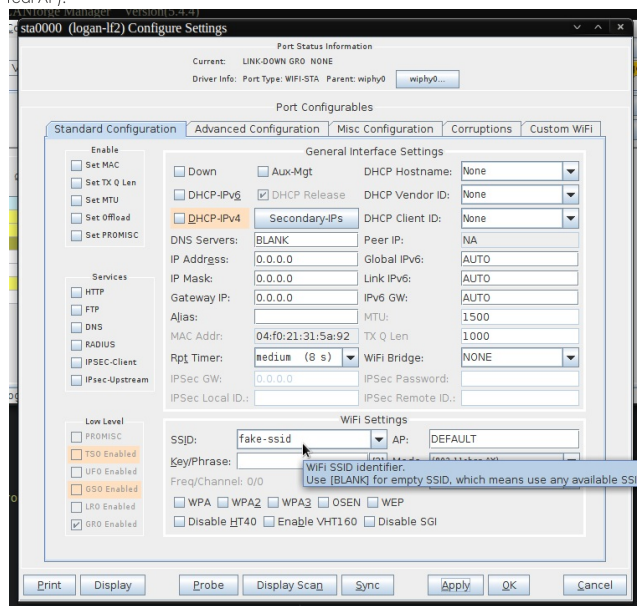 ANforge Manager Version(5.4.4)
sta0000 (logan-lf2) Configure Settings
Port Status Information
Current: LINK-DOWN GRO NONE
Driver Info: Port Type: WIFI-STA Parent: wiphy0 wiphy0...
Port Configurables
Standard Configuration Advanced Configuration Misc Configuration Corruptions Custom WiFi
Enable
Set MAC
Set TX Q Len
Set MTU
Set Offload
Set PROMISC
Services
HTTP
FTP
DNS
RADIUS
IPSEC-Client
IPsec-Upstream
Low Level
PROMISC
TSO Enabled
UFO Enabled
GSO Enabled
LRO Enabled
GRO Enabled
General Interface Settings
Down Aux-Mgt DHCP Hostname: None
DHCP-IPv6 DHCP Release DHCP Vendor ID: None
DHCP-IPv4 Secondary-IPs DHCP Client ID: None
DNS Servers: BLANK Peer IP: NA
IP Address: 0.0.0.0 Global IPv6: AUTO
IP Mask: 0.0.0.0 Link IPv6: AUTO
Gateway IP: 0.0.0.0 IPv6 GW: AUTO
Alias: MTU: 1500
MAC Addr: 04:f0:21:31:5a:92 TX Q Len 1000
Rpt Timer: medium (8 s) WiFi Bridge: NONE
IPSec GW: 0.0.0.0 IPSec Password:
IPSec Local ID.: IPSec Remote ID.:
WiFi Settings
SSID: fake-ssid AP: DEFAULT
Key/Phrase:
WiFi SSID identifier.
Use [BLANK] for empty SSID, which means use any available SSI
Freq/Channel: 0/0
WPA WPA2 WPA3 OSEN WEP
Disable HT40 Enable VHT160 Disable SGI
Print Display Probe Display Scan Sync Apply OK Cancel